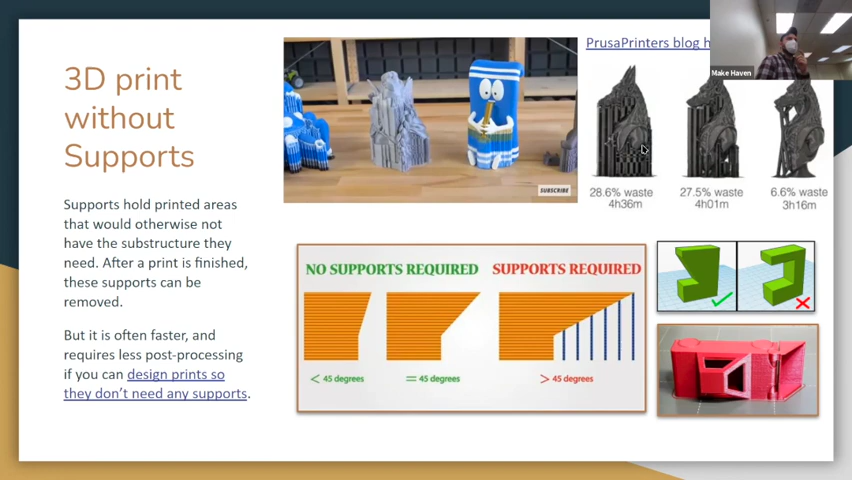 3D print
without
Supports
Supports hold printed areas
that would otherwise not
have the substructure they
need. After a print is finished,
these supports can be
removed.
But it is often faster, and
requires less post-processing
if you can design prints so
they don't need any supports.
SUBSCRIBE
PrusaPrinters blog h
Make Haven
28.6% waste
4h36m
27.5% waste
4h01m
6.6% waste
3h16m
NO SUPPORTS REQUIRED
SUPPORTS REQUIRED
< 45 degrees
= 45 degrees
> 45 degrees